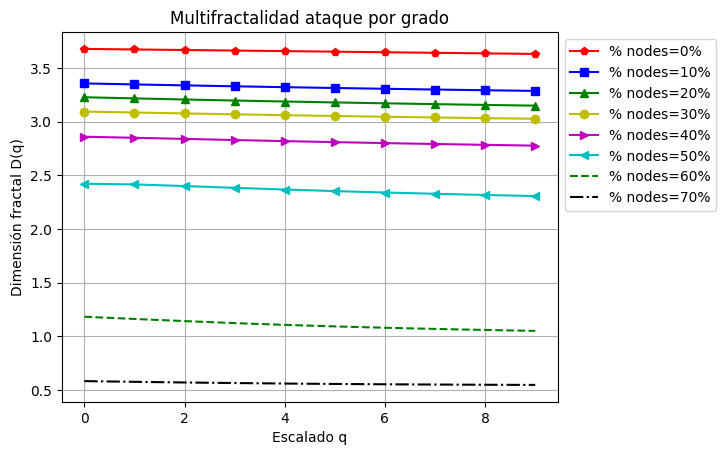 Multifractalidad ataque por grado
Dimensión fractal D(q)
3.5
3.0
2.5
2.0
1.5
1.0
0.5
0
2
4
6
8
Escalado q
% nodes=0%
% nodes=10%
% nodes=20%
% nodes=30%
% nodes=40%
% nodes=50%
% nodes=60%
% nodes=70%